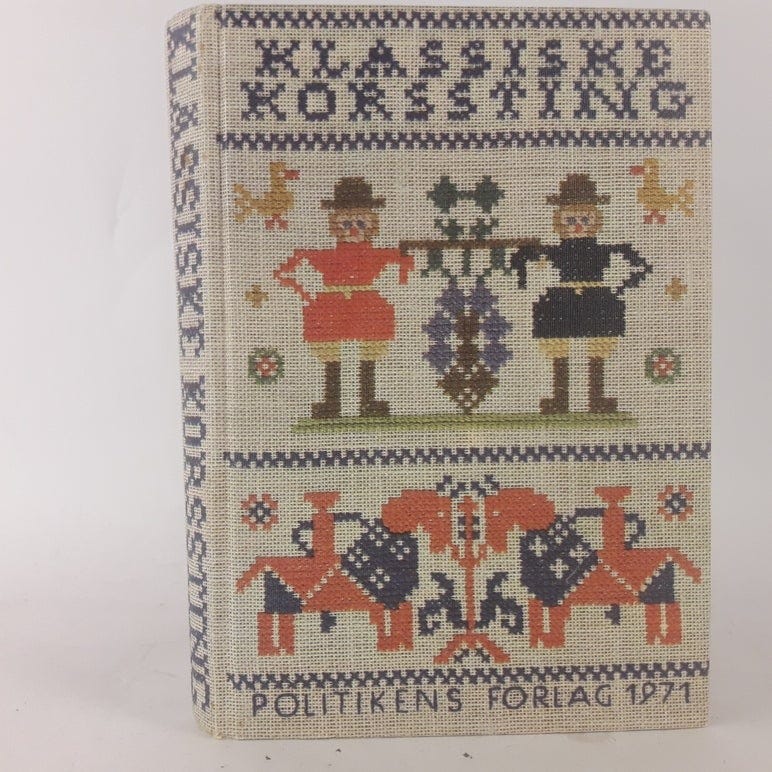 KLASSISKE
KORSSTING
POLITIKENS FORLAG 1971
KLASSISKE KORSSTING